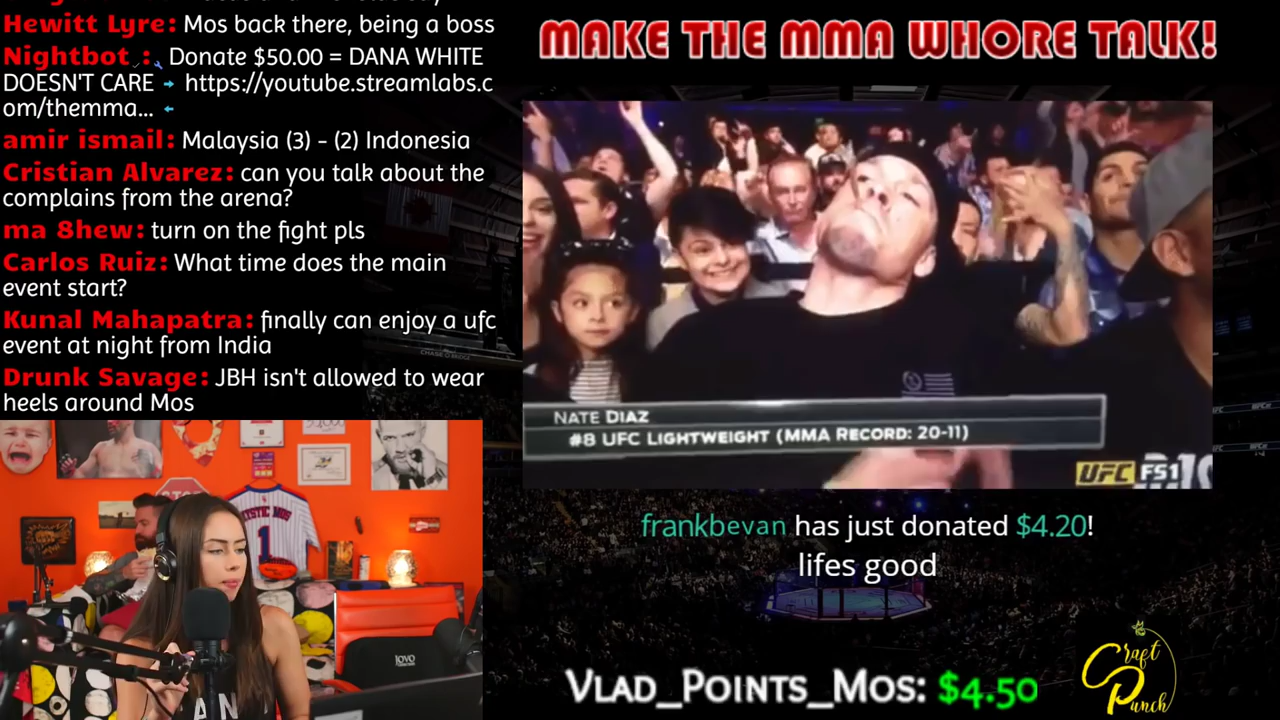 Hewitt Lyre: Mos back there, being a boss
Nightbot : Donate $50.00 = DANA WHITE
DOESN'T CARE → https://youtube.streamlabs.c
om/themma... ←
amir ismail: Malaysia (3) - (2) Indonesia
Cristian Alvarez: can you talk about the
complains from the arena?
ma 8hew: turn on the fight pls
Carlos Ruiz: What time does the main
event start?
Kunal Mahapatra: finally can enjoy a ufc
event at night from India
Drunk Savage: JBH isn't allowed to wear
heels around Mos
MAKE THE MMA WHORE TALK!
NATE DIAZ
#8 UFC LIGHTWEIGHT (MMA RECORD: 20-11)
UFC FS1
frankbevan has just donated $4.20!
lifes good
STOP
MYSTIC MOS
1
lovo
VLAD_POINTS_MOS: $4.50
Craft
Punch